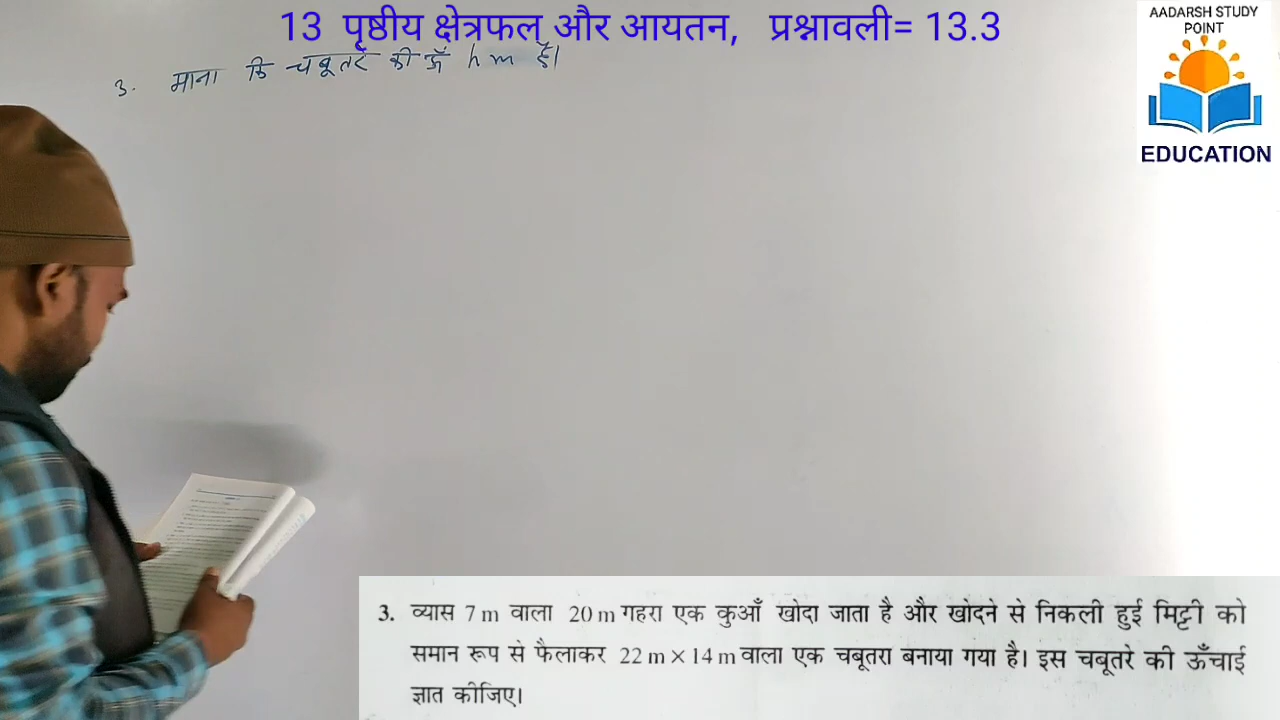 13 पृष्ठीय क्षेत्रफल और आयतन, प्रश्नावली= 13.3
AADARSH STUDY
POINT
EDUCATION
3. माना कि चबूतरे की ऊँ h m है।
3. व्यास 7 m वाला 20 m गहरा एक कुआँ खोदा जाता है और खोदने से निकली हुई मिट्टी को
समान रूप से फैलाकर 22 m × 14 m वाला एक चबूतरा बनाया गया है। इस चबूतरे की ऊँचाई
ज्ञात कीजिए।